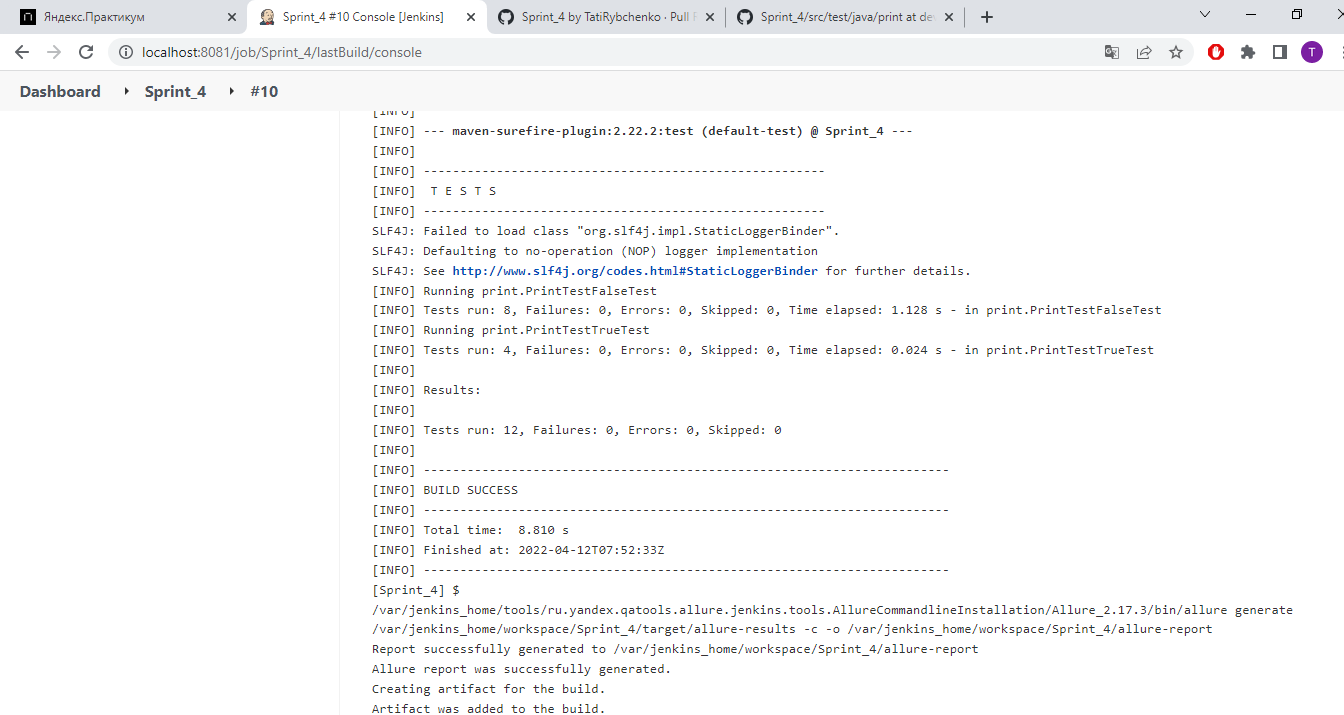 Яндекс.Практикум
Sprint_4 #10 Console [Jenkins]
Sprint_4 by TatiRybchenko · Pull
Sprint_4/src/test/java/print at de
localhost:8081/job/Sprint_4/lastBuild/console
T
Dashboard
Sprint_4
#10
[INFO]
[INFO] --- maven-surefire-plugin:2.22.2:test (default-test) @ Sprint_4 ---
[INFO]
[INFO] -------------------------------------------------------
[INFO]  T E S T S
[INFO] -------------------------------------------------------
SLF4J: Failed to load class "org.slf4j.impl.StaticLoggerBinder".
SLF4J: Defaulting to no-operation (NOP) logger implementation
SLF4J: See http://www.slf4j.org/codes.html#StaticLoggerBinder for further details.
[INFO] Running print.PrintTestFalseTest
[INFO] Tests run: 8, Failures: 0, Errors: 0, Skipped: 0, Time elapsed: 1.128 s - in print.PrintTestFalseTest
[INFO] Running print.PrintTestTrueTest
[INFO] Tests run: 4, Failures: 0, Errors: 0, Skipped: 0, Time elapsed: 0.024 s - in print.PrintTestTrueTest
[INFO]
[INFO] Results:
[INFO]
[INFO] Tests run: 12, Failures: 0, Errors: 0, Skipped: 0
[INFO]
[INFO] ------------------------------------------------------------------------
[INFO] BUILD SUCCESS
[INFO] ------------------------------------------------------------------------
[INFO] Total time:  8.810 s
[INFO] Finished at: 2022-04-12T07:52:33Z
[INFO] ------------------------------------------------------------------------
[Sprint_4] $
/var/jenkins_home/tools/ru.yandex.qatools.allure.jenkins.tools.AllureCommandlineInstallation/Allure_2.17.3/bin/allure generate
/var/jenkins_home/workspace/Sprint_4/target/allure-results -c -o /var/jenkins_home/workspace/Sprint_4/allure-report
Report successfully generated to /var/jenkins_home/workspace/Sprint_4/allure-report
Allure report was successfully generated.
Creating artifact for the build.
Artifact was added to the build.